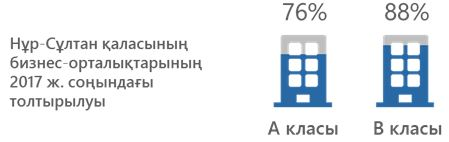 76% 88%
Нұр-Сұлтан қаласының
бизнес-орталықтарының
2017 ж. соңындағы
толтырылуы
А класы В класы